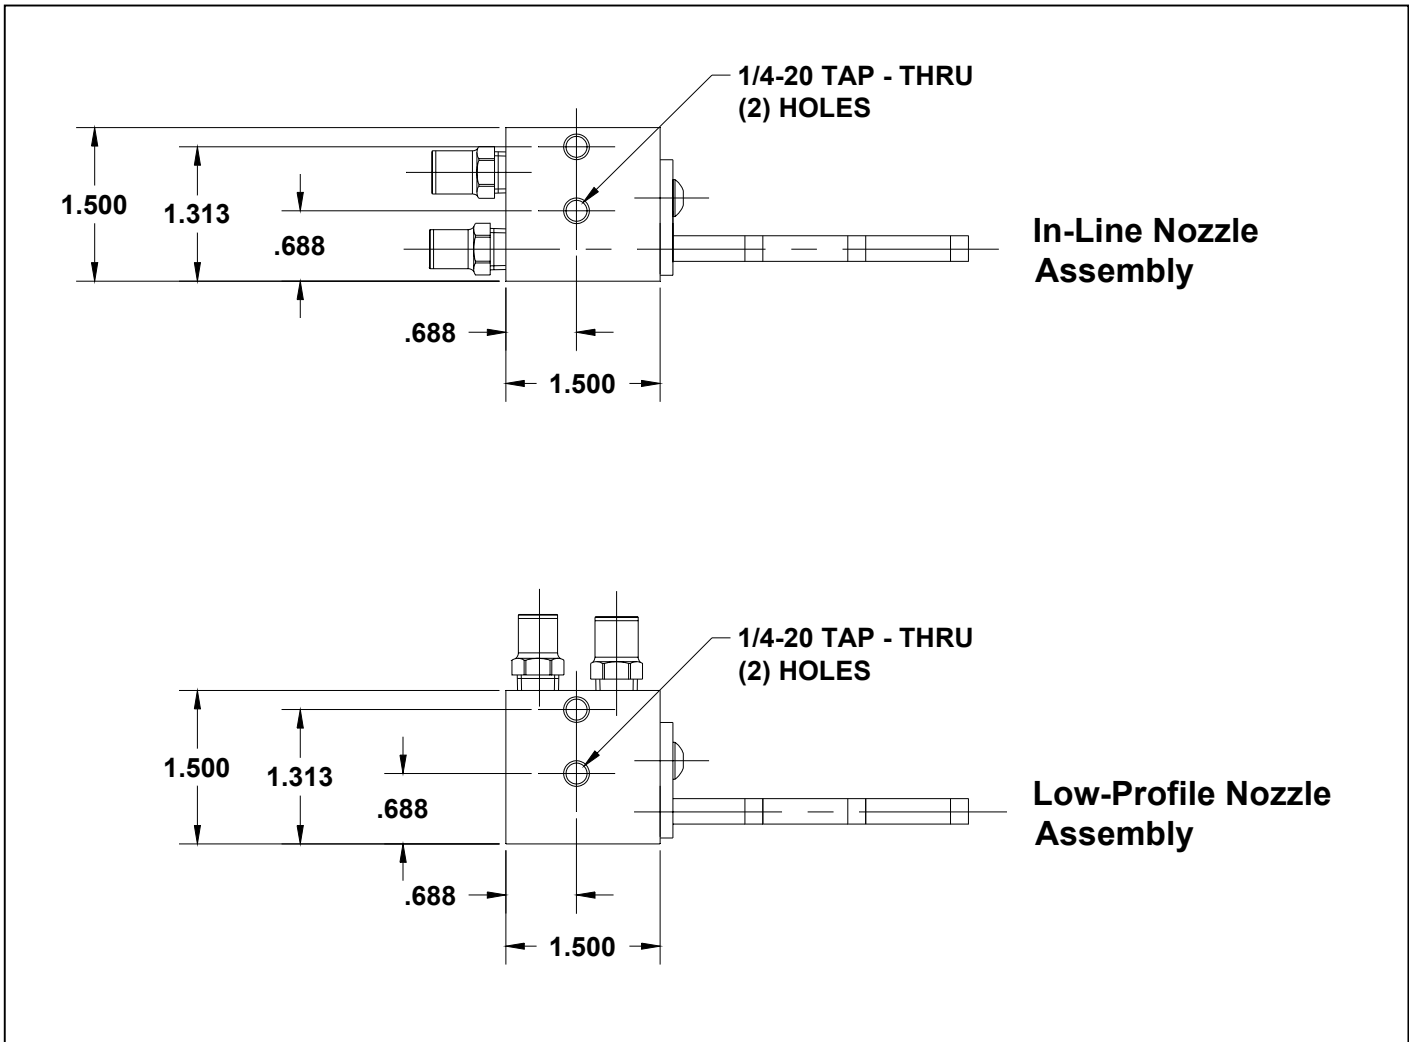 1/4-20 TAP - THRU
(2) HOLES
1.500
1.313
.688
In-Line Nozzle
Assembly
.688
1.500
1/4-20 TAP - THRU
(2) HOLES
1.500
1.313
.688
Low-Profile Nozzle
Assembly
.688
1.500